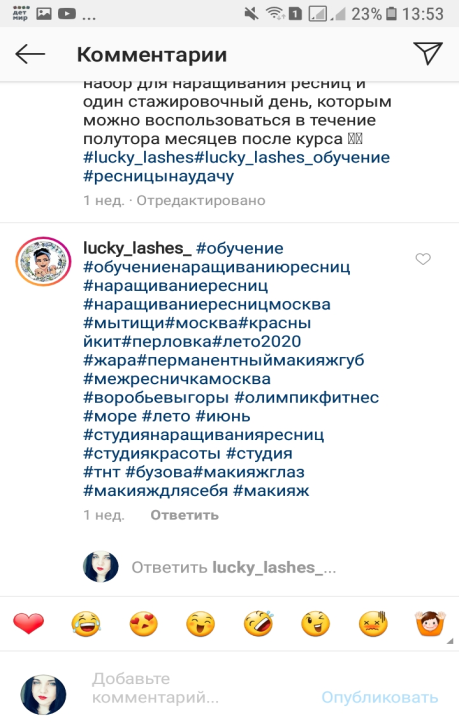 дет
мир
...
1
23%
13:53
Комментарии
набор для наращивания ресниц и
один стажировочный день, которым
можно воспользоваться в течение
полутора месяцев после курса
#lucky_lashes#lucky_lashes_обучение
#ресницынаудачу
1 нед. · Отредактировано
lucky_lashes_ #обучение
#обучениенаращиваниюресниц
#наращиваниересниц
#наращиваниересницмосква
#мытищи#москва#красны
йкит#перловка#лето2020
#жара#перманентныймакияжгуб
#межресничкамосква
#воробьевыгоры #олимпикфитнес
#море #лето #июнь
#студиянаращиванияресниц
#студиякрасоты #студия
#тнт #бузова#макияжглаз
#макияждлясебя #макияж
1 нед. Ответить
Ответить lucky_lashes_...
Добавьте
комментарий...
Опубликовать